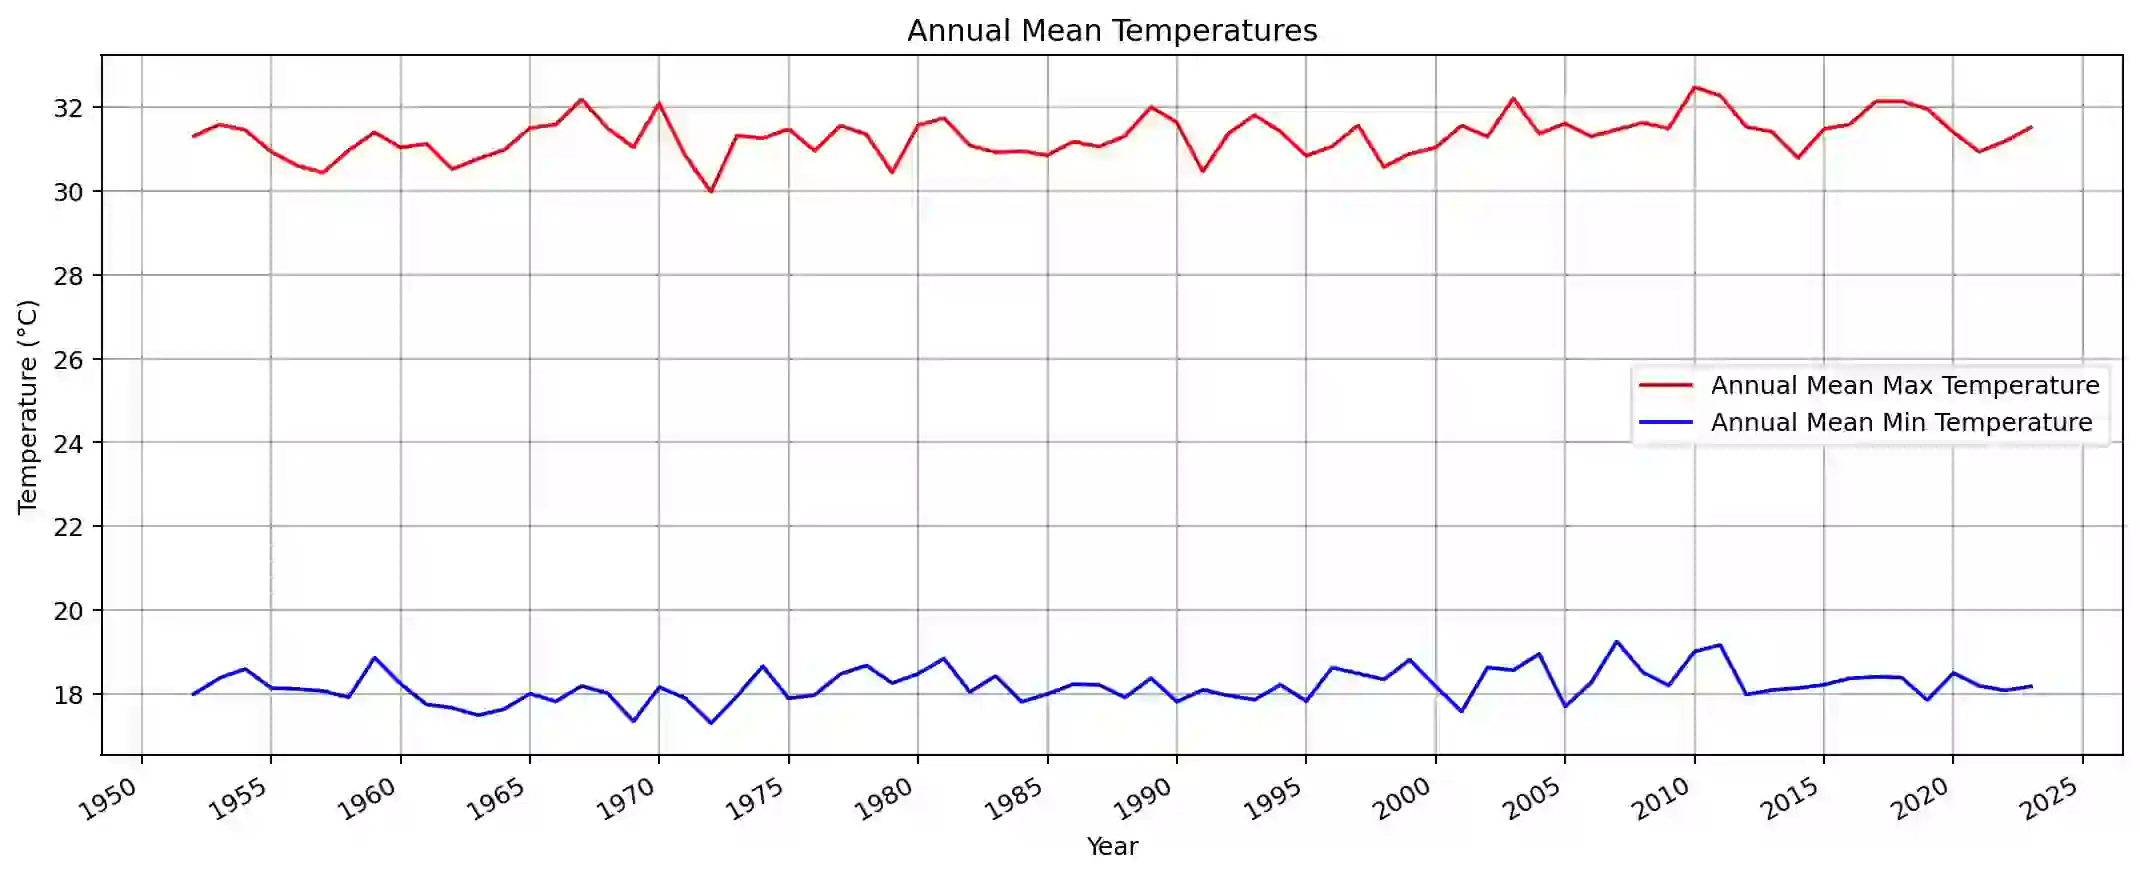 Annual Mean Temperatures
32
30
28
26
24
22
20
18
Temperature (°C)
Annual Mean Max Temperature
Annual Mean Min Temperature
1950 1955 1960 1965 1970 1975 1980 1985 1990 1995 2000 2005 2010 2015 2020 2025
Year